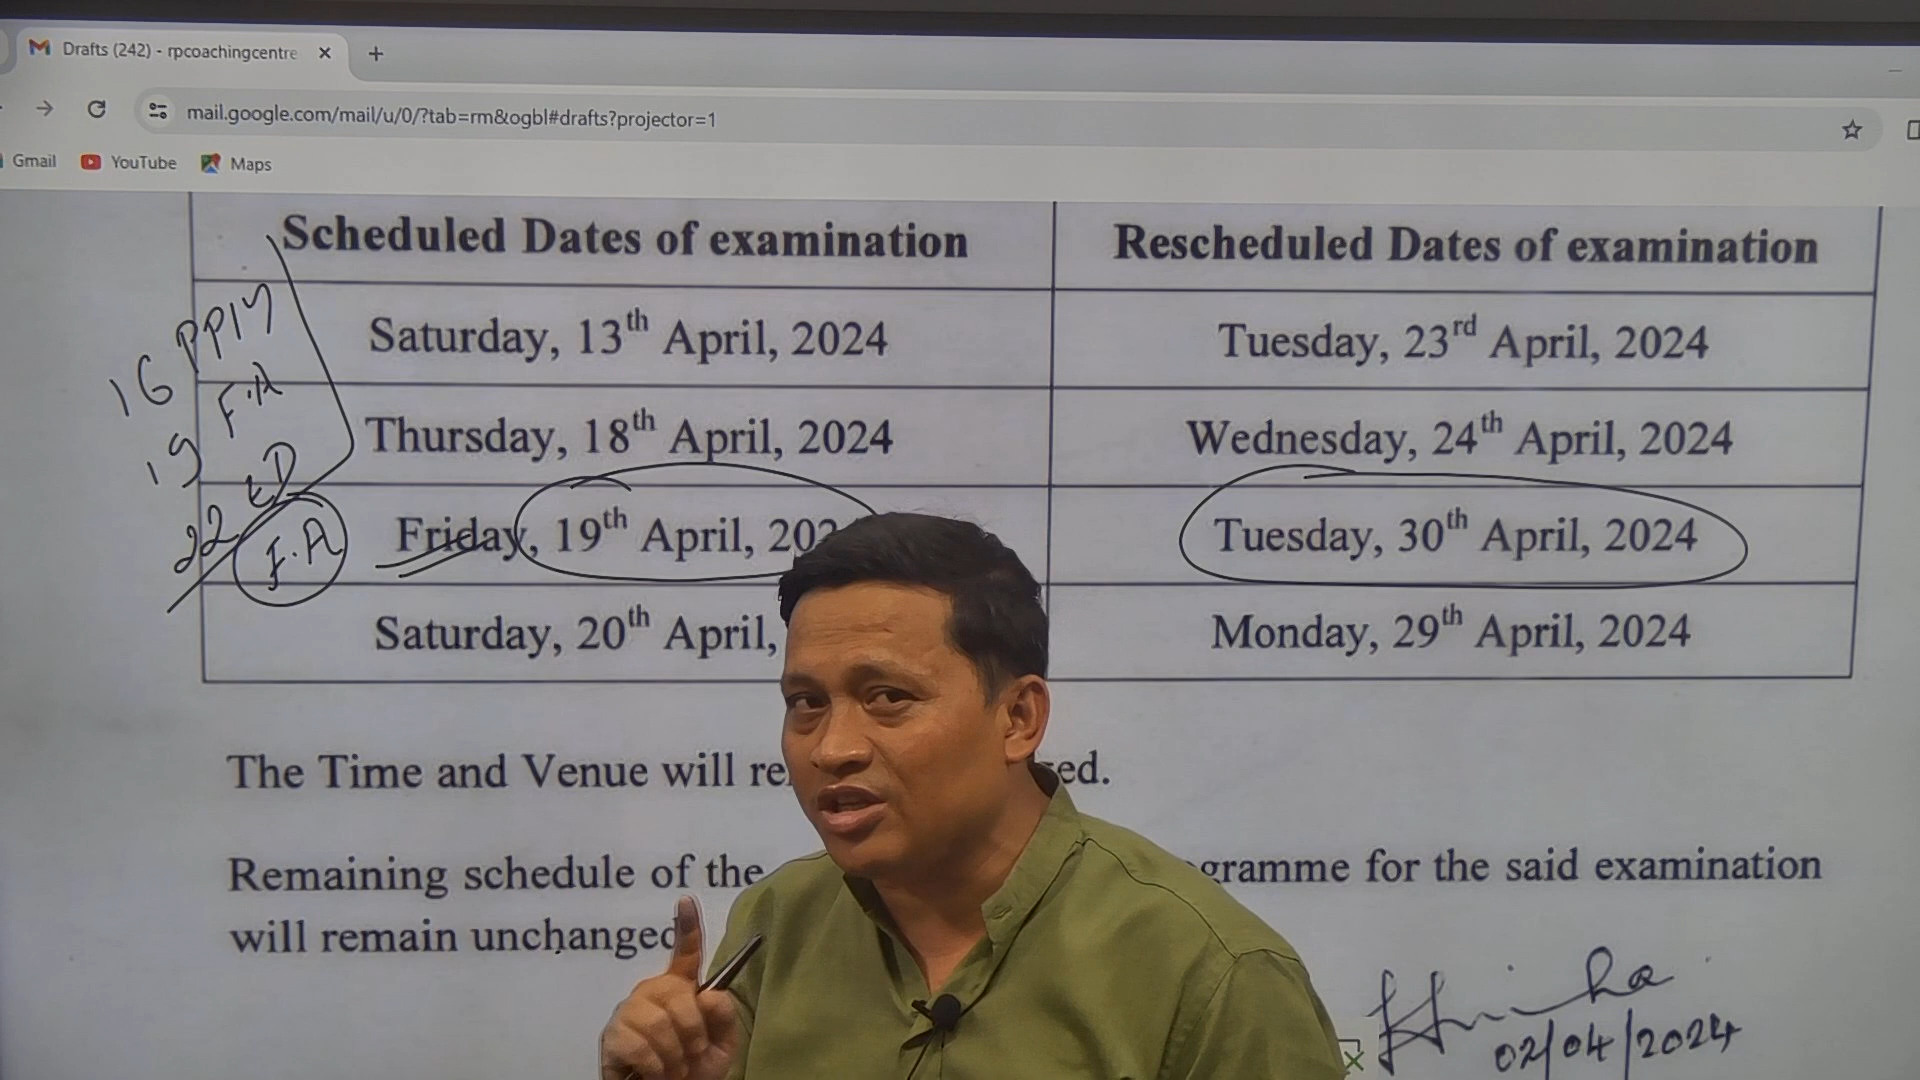 Drafts (242) - rpcoachingcentre
mail.google.com/mail/u/0/?tab=rm&ogbl#drafts?projector=1
Gmail YouTube Maps
Scheduled Dates of examination Rescheduled Dates of examination
Saturday, 13th April, 2024 Tuesday, 23rd April, 2024
Thursday, 18th April, 2024 Wednesday, 24th April, 2024
Friday, 19th April, 202 Tuesday, 30th April, 2024
Saturday, 20th April, Monday, 29th April, 2024
16
19 F.A
22
F.A
The Time and Venue will re ed.
Remaining schedule of the gramme for the said examination
will remain unchanged
02/04/2024